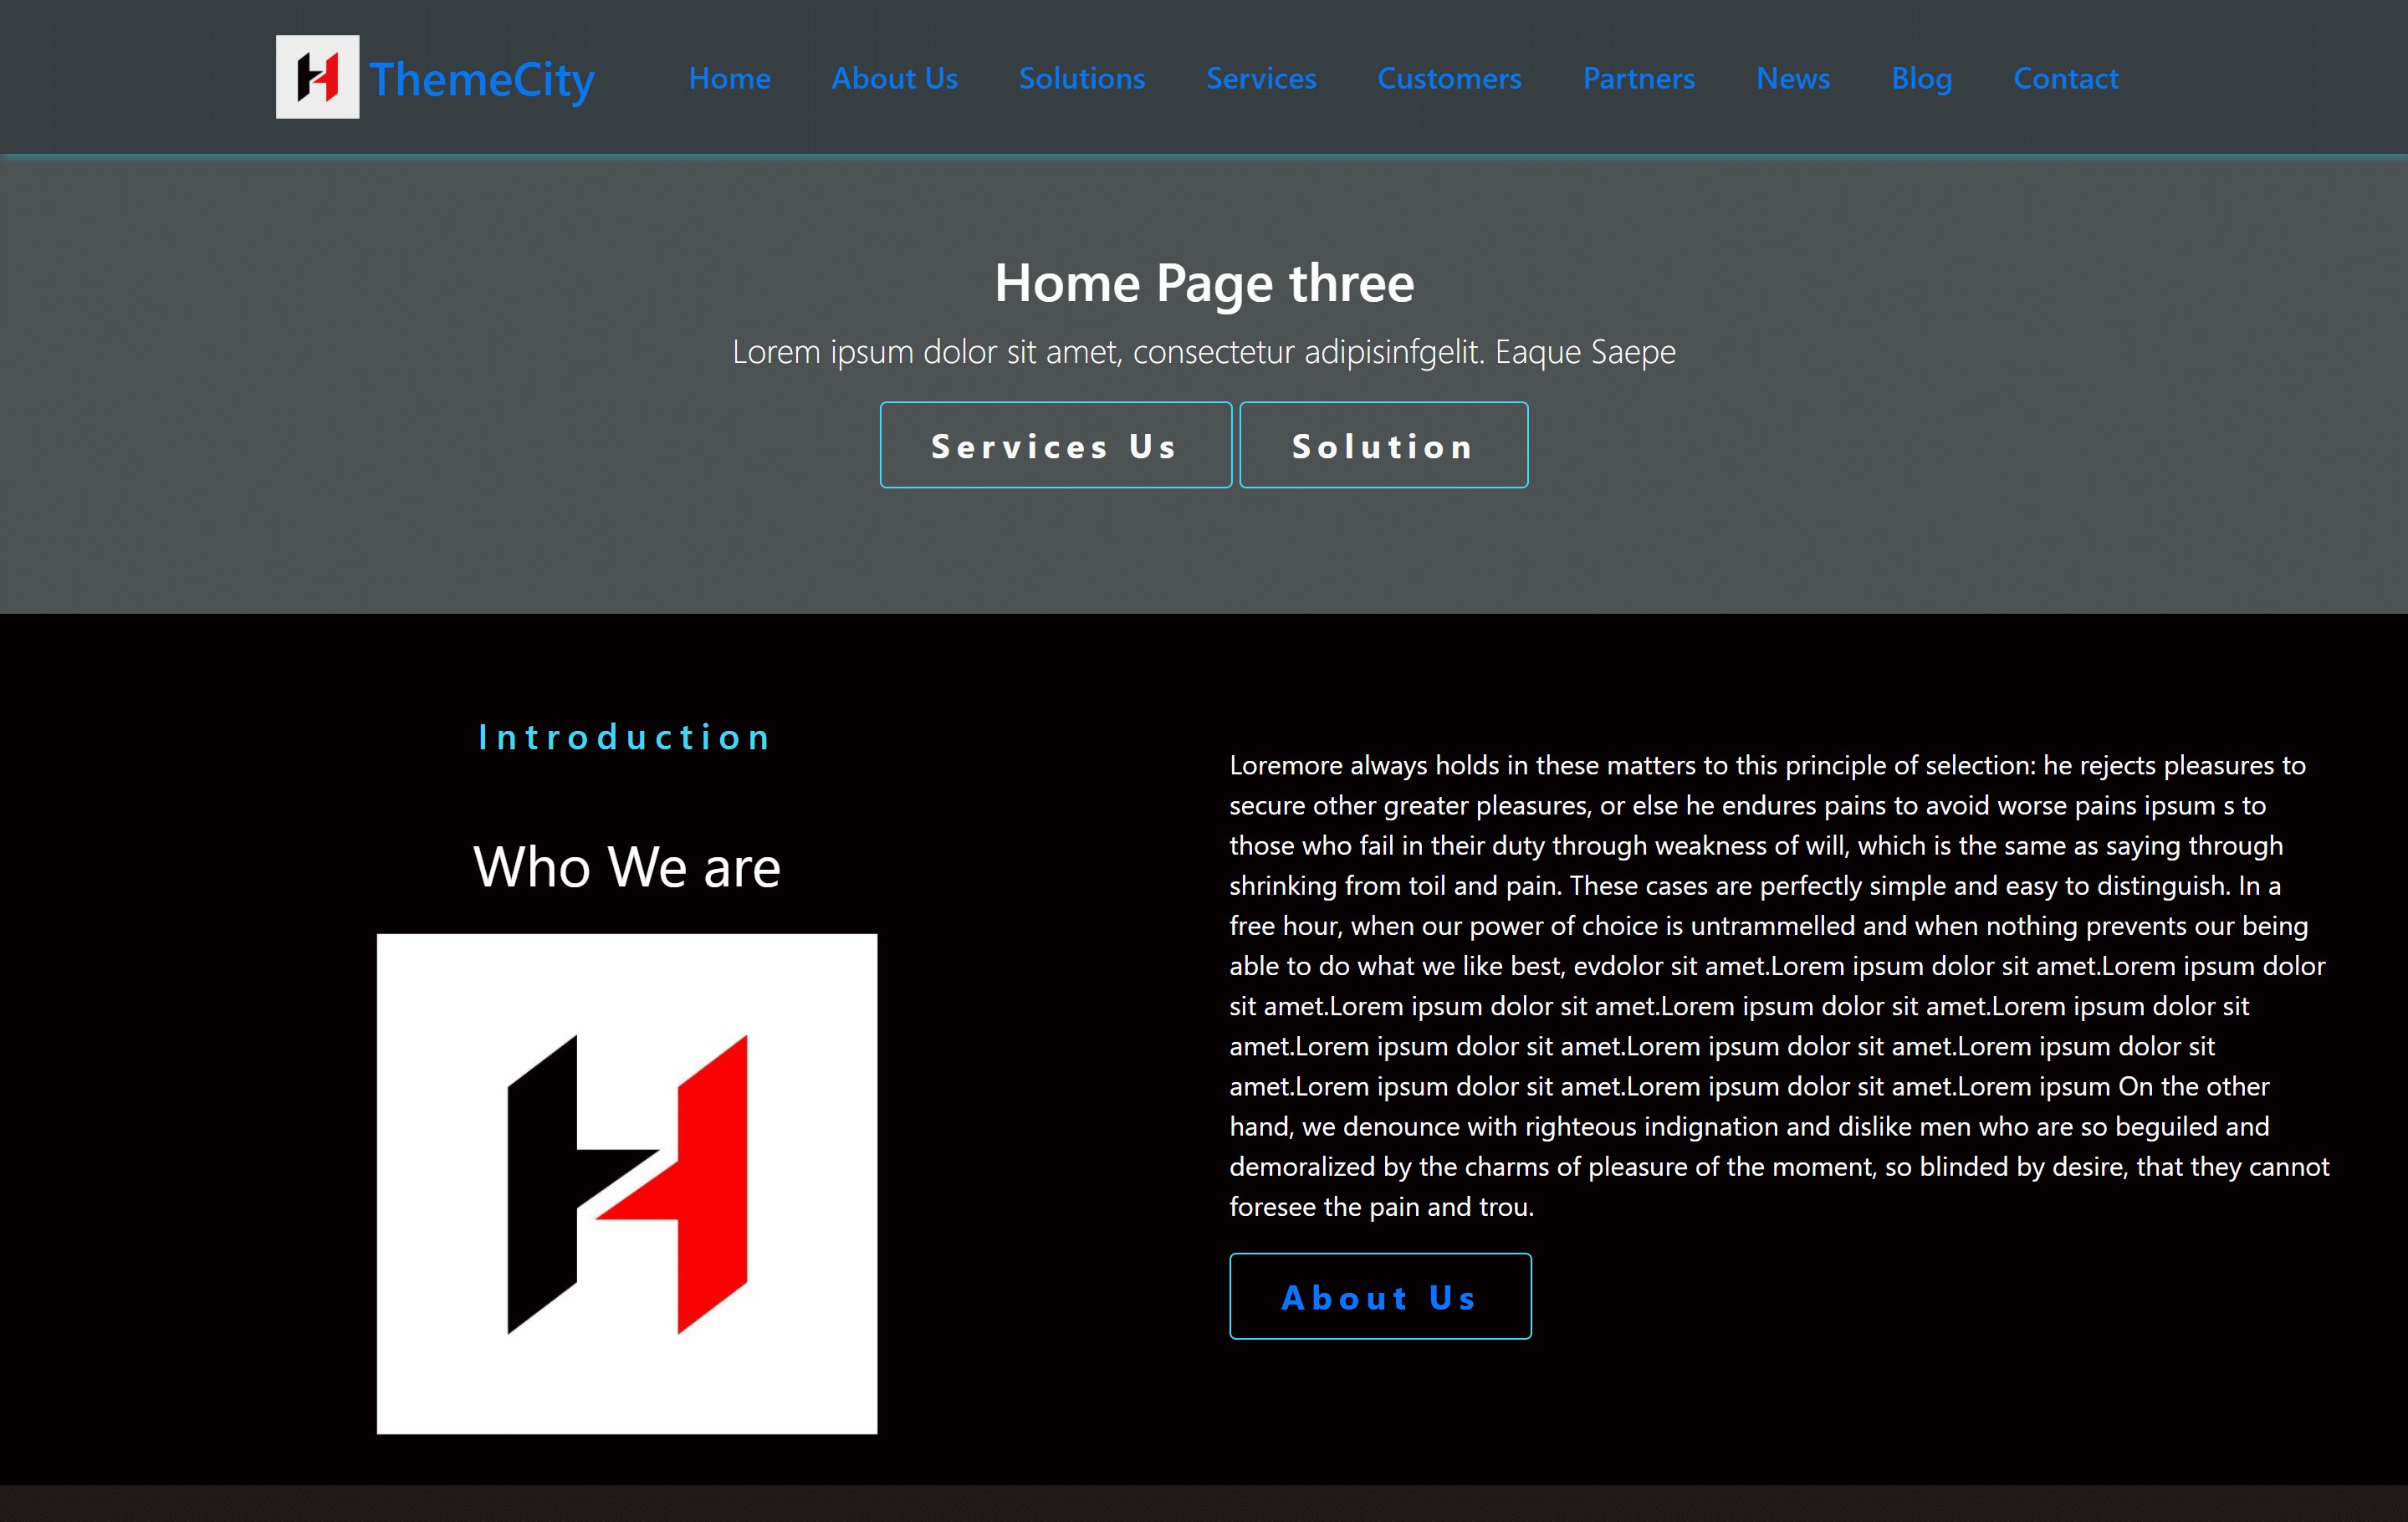 ThemeCity
Home
About Us
Solutions
Services
Customers
Partners
News
Blog
Contact
Home Page three
Lorem ipsum dolor sit amet, consectetur adipisinfgelit. Eaque Saepe
Services Us
Solution
Introduction
Who We are
Loremore always holds in these matters to this principle of selection: he rejects pleasures to
secure other greater pleasures, or else he endures pains to avoid worse pains ipsum s to
those who fail in their duty through weakness of will, which is the same as saying through
shrinking from toil and pain. These cases are perfectly simple and easy to distinguish. In a
free hour, when our power of choice is untrammelled and when nothing prevents our being
able to do what we like best, evdolor sit amet.Lorem ipsum dolor sit amet.Lorem ipsum dolor
sit amet.Lorem ipsum dolor sit amet.Lorem ipsum dolor sit amet.Lorem ipsum dolor sit
amet.Lorem ipsum dolor sit amet.Lorem ipsum dolor sit amet.Lorem ipsum dolor sit
amet.Lorem ipsum dolor sit amet.Lorem ipsum dolor sit amet.Lorem ipsum On the other
hand, we denounce with righteous indignation and dislike men who are so beguiled and
demoralized by the charms of pleasure of the moment, so blinded by desire, that they cannot
foresee the pain and trou.
About Us